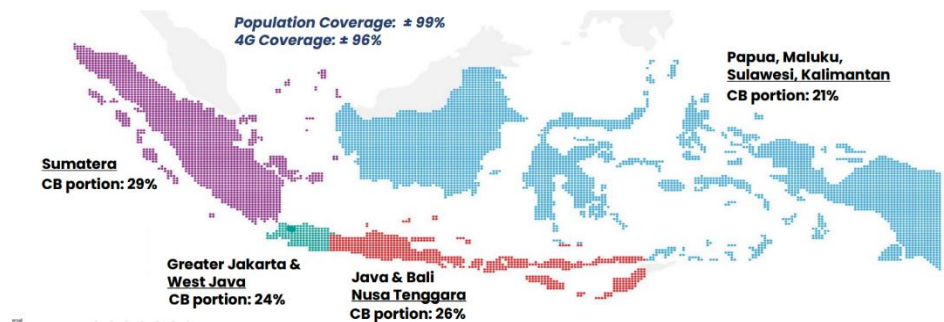 Population Coverage: ± 99%
4G Coverage: ± 96%
Papua, Maluku,
Sulawesi, Kalimantan
CB portion: 21%
Sumatera
CB portion: 29%
Greater Jakarta &
West Java
CB portion: 24%
Java & Bali
Nusa Tenggara
CB portion: 26%